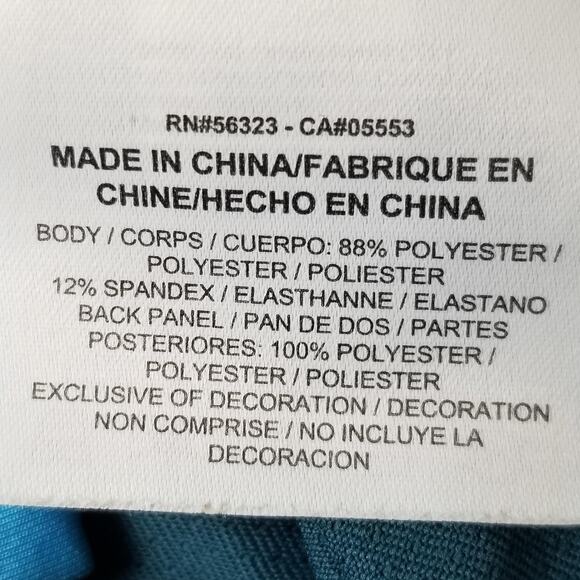 RN#56323 - CA#05553
MADE IN CHINA/FABRIQUE EN
CHINE/HECHO EN CHINA
BODY / CORPS / CUERPO: 88% POLYESTER /
POLYESTER / POLIESTER
12% SPANDEX / ELASTHANNE / ELASTANO
BACK PANEL / PAN DE DOS / PARTES
POSTERIORES: 100% POLYESTER /
POLYESTER / POLIESTER
EXCLUSIVE OF DECORATION / DECORATION
NON COMPRISE / NO INCLUYE LA
DECORACION